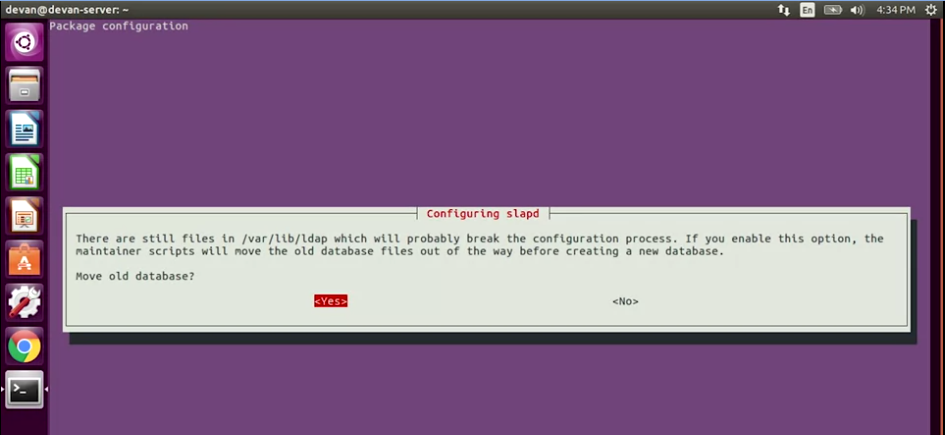 devan@devan-server: ~
En
4:34 PM
Package configuration
Configuring slapd
There are still files in /var/lib/ldap which will probably break the configuration process. If you enable this option, the
maintainer scripts will move the old database files out of the way before creating a new database.
Move old database?
<Yes>
<No>